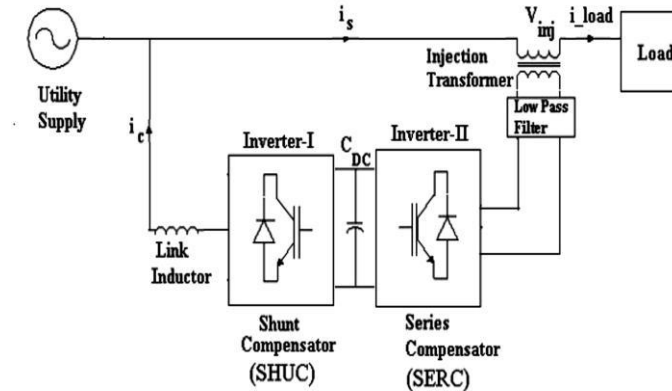 i_s
V_inj
i_load
Load
Injection
Transformer
Utility
Supply
Low Pass
Filter
i_c
Inverter-I
C_DC
Inverter-II
Link
Inductor
Shunt
Compensator
(SHUC)
Series
Compensator
(SERC)